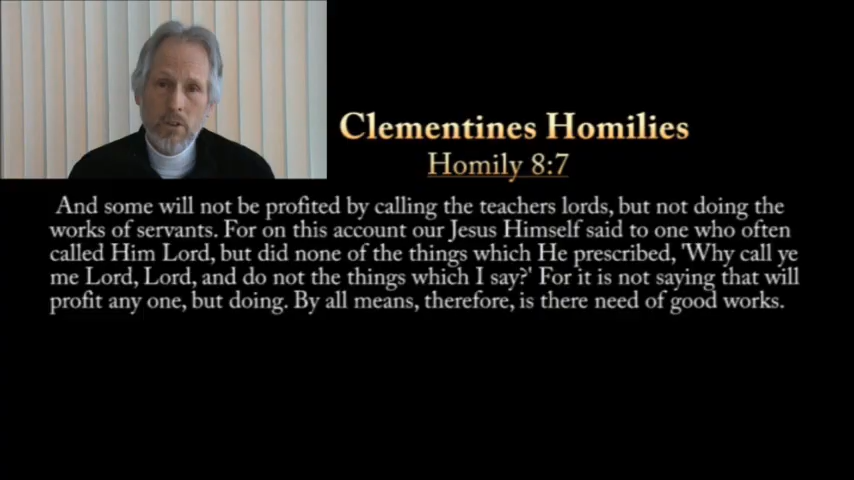 Clementines Homilies
Homily 8:7
And some will not be profited by calling the teachers lords, but not doing the
works of servants. For on this account our Jesus Himself said to one who often
called Him Lord, but did none of the things which He prescribed, 'Why call ye
me Lord, Lord, and do not the things which I say?' For it is not saying that will
profit any one, but doing. By all means, therefore, is there need of good works.